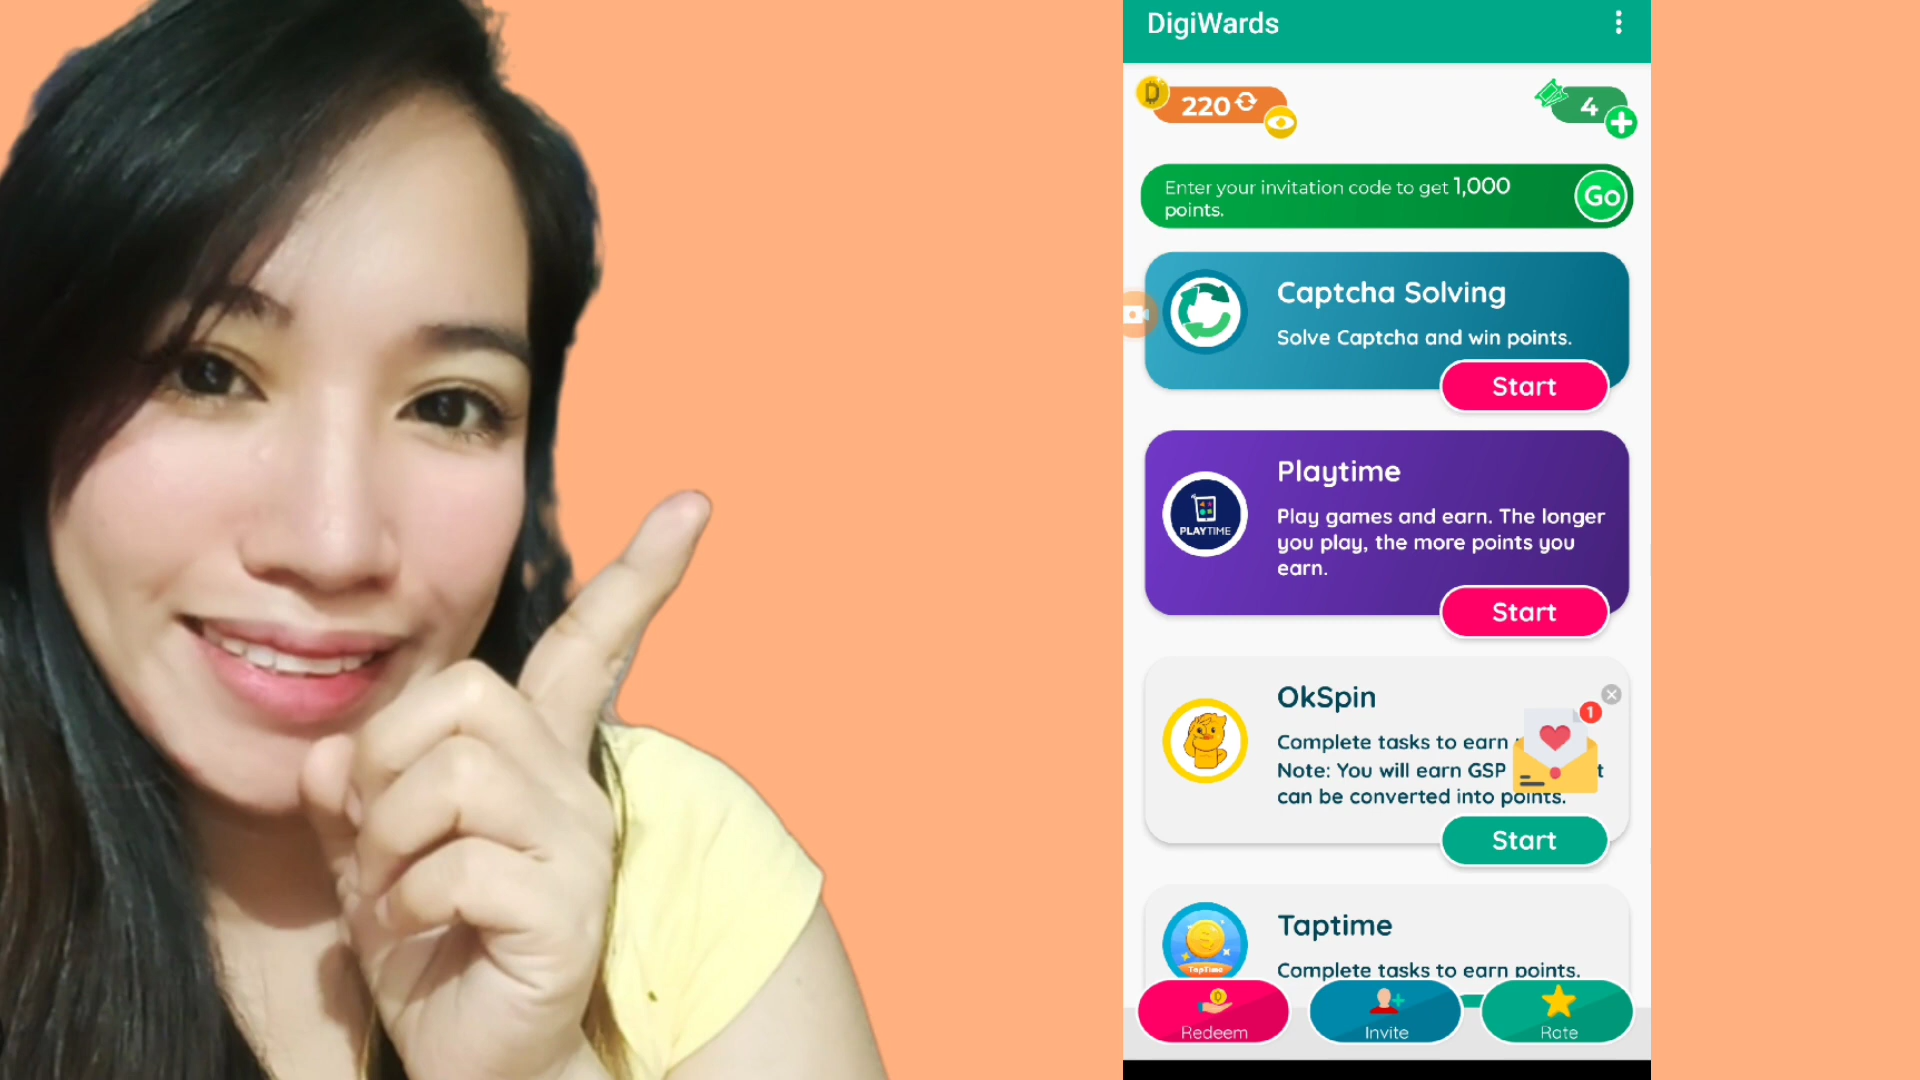 DigiWards
220
4
Enter your invitation code to get 1,000
points.
Go
Captcha Solving
Solve Captcha and win points.
Start
Playtime
PLAYTIME
Play games and earn. The longer
you play, the more points you
earn.
Start
OkSpin
1
Complete tasks to earn
Note: You will earn GSP t
can be converted into points.
Start
Taptime
TapTime
Complete tasks to earn points.
Redeem
Invite
Rate